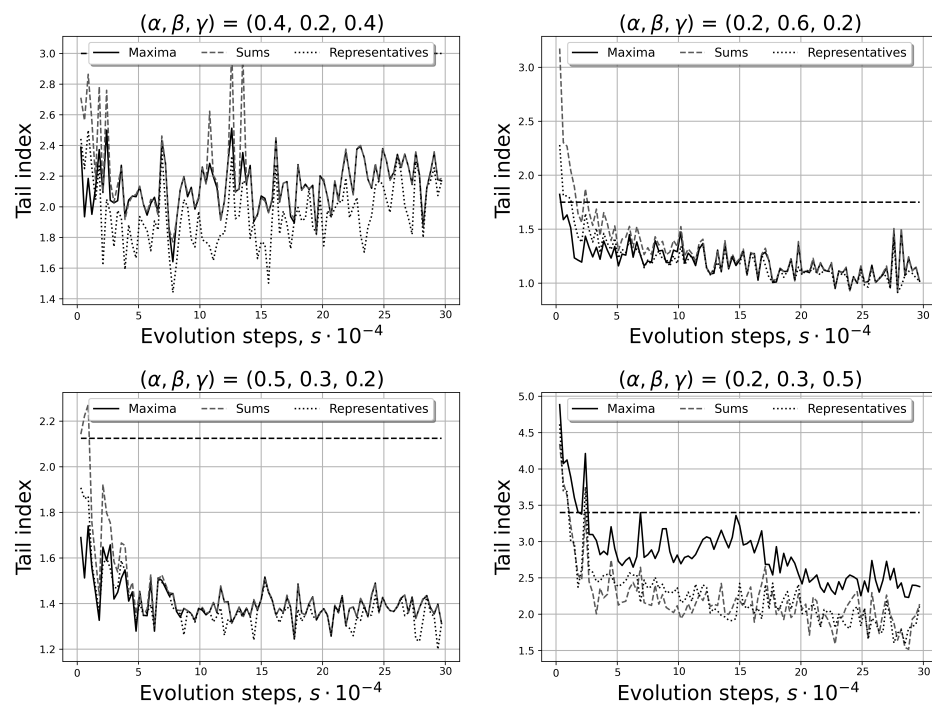 (α, β, γ) = (0.4, 0.2, 0.4)
Maxima Sums Representatives
Tail index
3.0
2.8
2.6
2.4
2.2
2.0
1.8
1.6
1.4
0 5 10 15 20 25 30
Evolution steps, s · 10⁻⁴
(α, β, γ) = (0.2, 0.6, 0.2)
Maxima Sums Representatives
Tail index
3.0
2.5
2.0
1.5
1.0
0 5 10 15 20 25 30
Evolution steps, s · 10⁻⁴
(α, β, γ) = (0.5, 0.3, 0.2)
Maxima Sums Representatives
Tail index
2.2
2.0
1.8
1.6
1.4
1.2
0 5 10 15 20 25 30
Evolution steps, s · 10⁻⁴
(α, β, γ) = (0.2, 0.3, 0.5)
Maxima Sums Representatives
Tail index
5.0
4.5
4.0
3.5
3.0
2.5
2.0
1.5
0 5 10 15 20 25 30
Evolution steps, s · 10⁻⁴